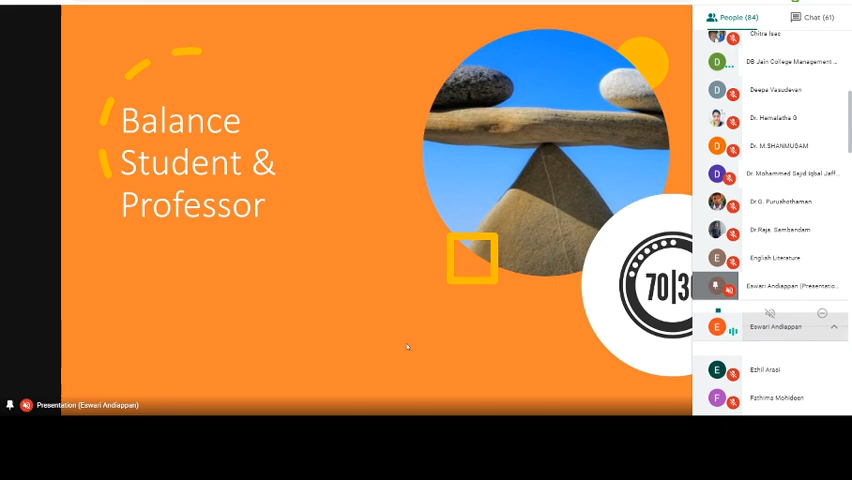 People (84)
Chat (61)
Balance
Student &
Professor
70|3
Chitra Isac
DB Jain College Management ...
Deepa Vasudevan
Dr. Hemalatha G
Dr. M.SHANMUGAM
Dr. Mohammed Sajid Iqbal Jaff...
Dr.G. Purushothaman
Dr.Raja. Sambandam
English Literature
Eswari Andiappan (Presentatio...
Eswari Andiappan
Ezhil Arasi
Fathima Mohideen
D
D
D
D
E
E
E
E
F
Presentation (Eswari Andiappan)